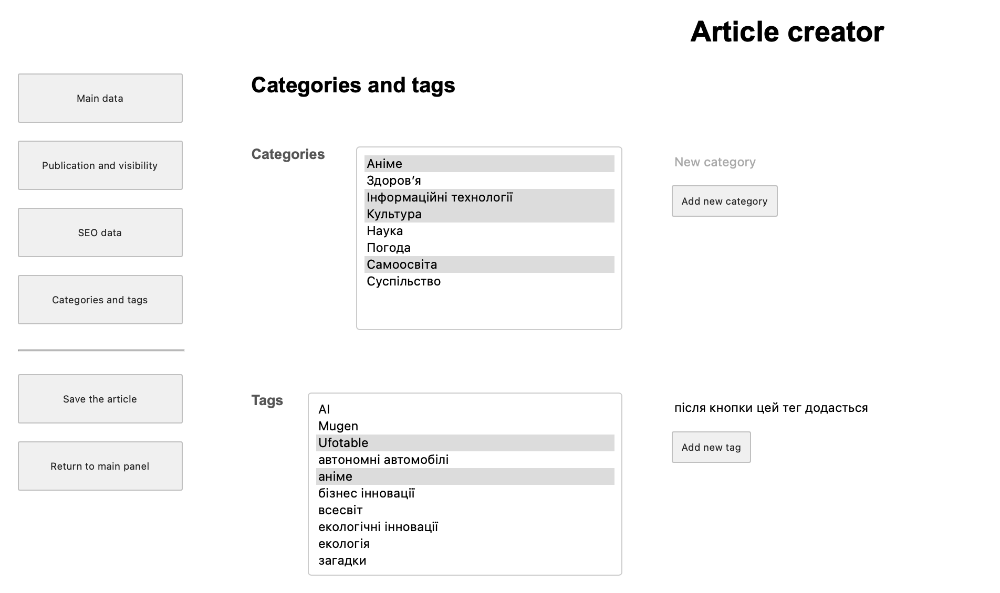 Article creator
Main data
Publication and visibility
SEO data
Categories and tags
Save the article
Return to main panel
Categories and tags
Categories
Аніме
Здоров’я
Інформаційні технології
Культура
Наука
Погода
Самоосвіта
Суспільство
New category
Add new category
Tags
AI
Mugen
Ufotable
автономні автомобілі
аніме
бізнес інновації
всесвіт
екологічні інновації
екологія
загадки
після кнопки цей тег додасться
Add new tag